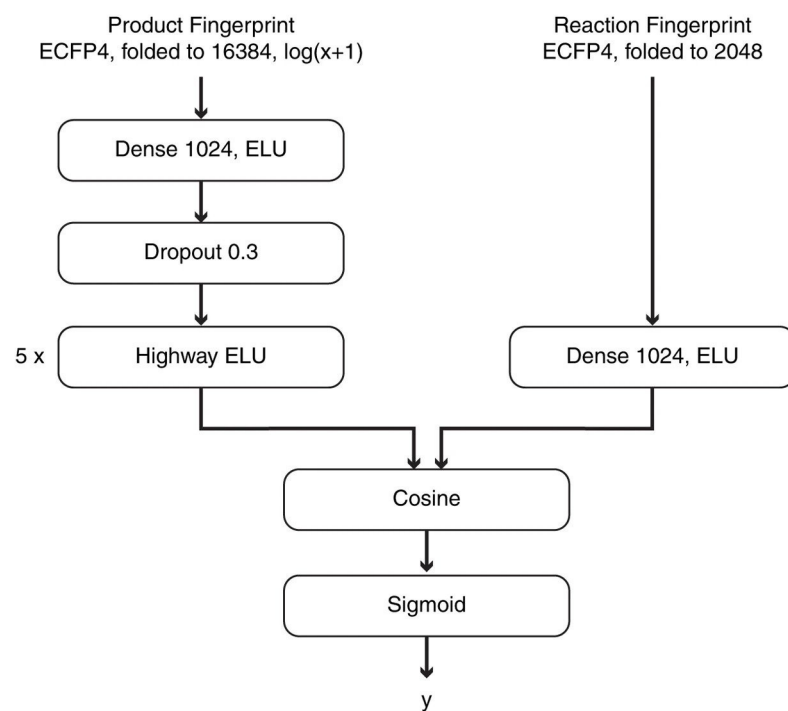 Product Fingerprint
ECFP4, folded to 16384, log(x+1)
Reaction Fingerprint
ECFP4, folded to 2048
Dense 1024, ELU
Dropout 0.3
5 x
Highway ELU
Dense 1024, ELU
Cosine
Sigmoid
y